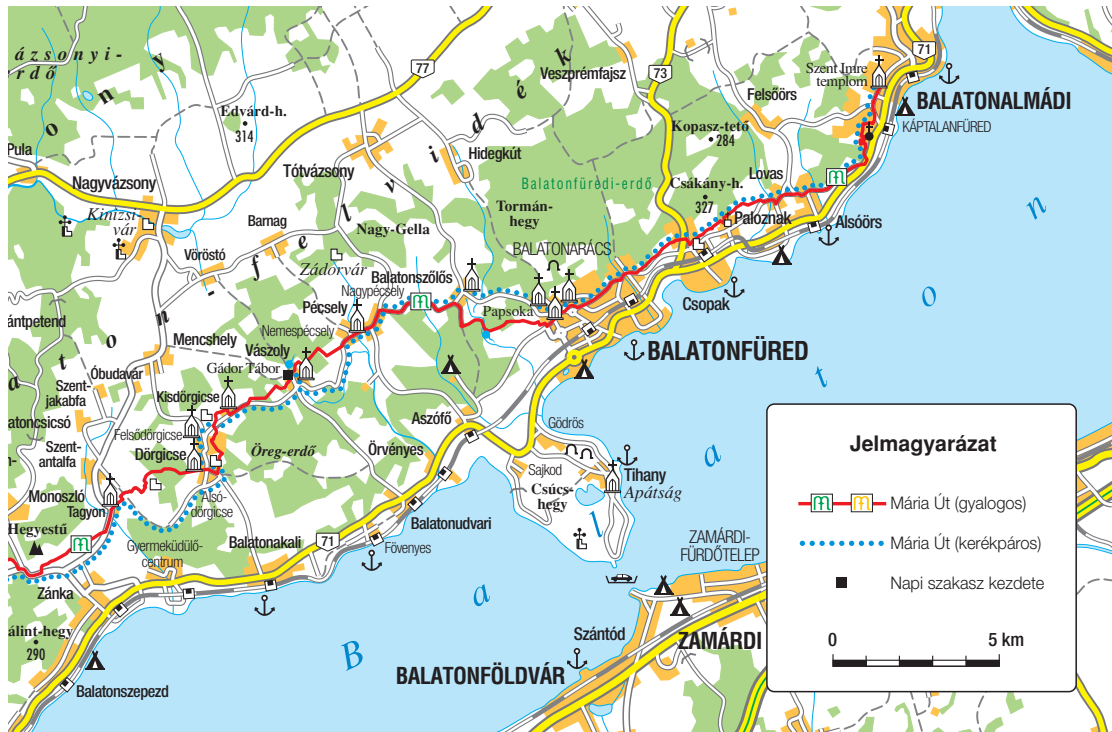 ázsonyi-
erdő
Pula
Edvárd-h.
314
77
Veszprémfajsz
73
Felsőörs
Szent Imre
templom
71
BALATONALMÁDI
KÁPTALANFÜRED
Kopasz-tető
284
Hidegkút
Tótvázsony
Nagyvázsony
Kinizsi
vár
Balatonfüredi-erdő
Csákány-h.
327
Lovas
Paloznak
Alsóörs
Tormán-
hegy
Barnag
Vöröstó
Nagy-Gella
Zádorvár
BALATONARÁCS
Balatonszőlős
Nagypécsely
Pécsely
Papsoka
Csopak
Nemespécsely
ántpetend
Mencshely
Vászoly
Gádor Tábor
BALATONFÜRED
Óbudavár
Szent-
jakabfa
Kisdörgicse
atoncsicsó
Felsődörgicse
Szent-
antalfa
Dörgicse
Öreg-erdő
Aszófő
Örvényes
Gödrös
Sajkod
Tihany
Apátság
Csúcs-
hegy
Monoszló
Tagyon
Alsó-
dörgicse
Hegyestű
Gyermeküdülő-
centrum
Balatonakali
71
Balatonudvari
Fövenyes
Zánka
álint-hegy
290
Balatonszepezd
ZAMÁRDI-
FÜRDŐTELEP
Szántód
ZAMÁRDI
BALATONFÖLDVÁR
B a l a t o n
a t o n - f e l v i d é k
o n y
Jelmagyarázat
Mária Út (gyalogos)
Mária Út (kerékpáros)
Napi szakasz kezdete
0 5 km